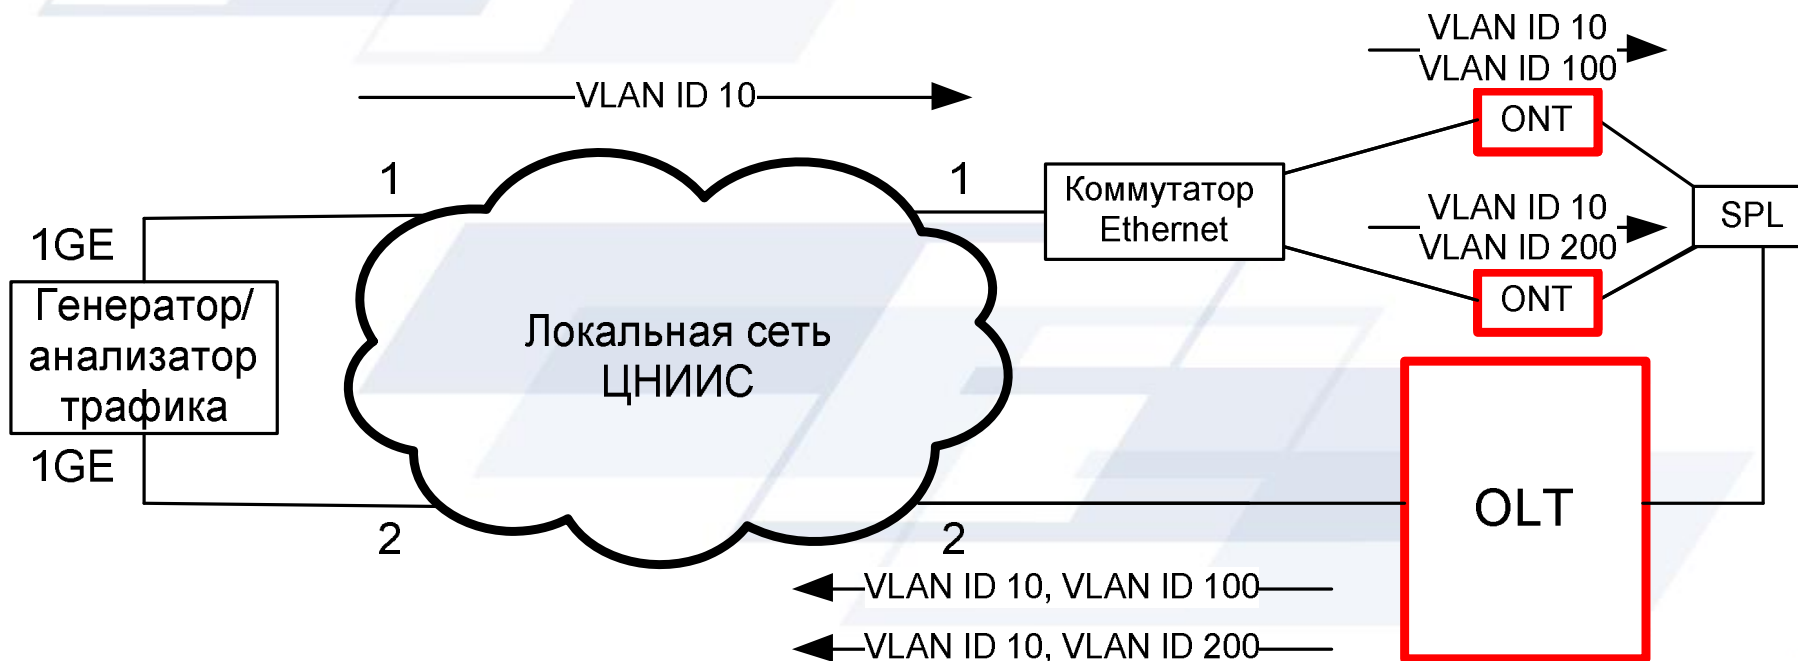 VLAN ID 10
VLAN ID 100
VLAN ID 10
ONT
1
1
Коммутатор
Ethernet
VLAN ID 10
VLAN ID 200
SPL
1GE
ONT
Генератор/
анализатор
трафика
Локальная сеть
ЦНИИС
1GE
OLT
2
2
VLAN ID 10, VLAN ID 100
VLAN ID 10, VLAN ID 200